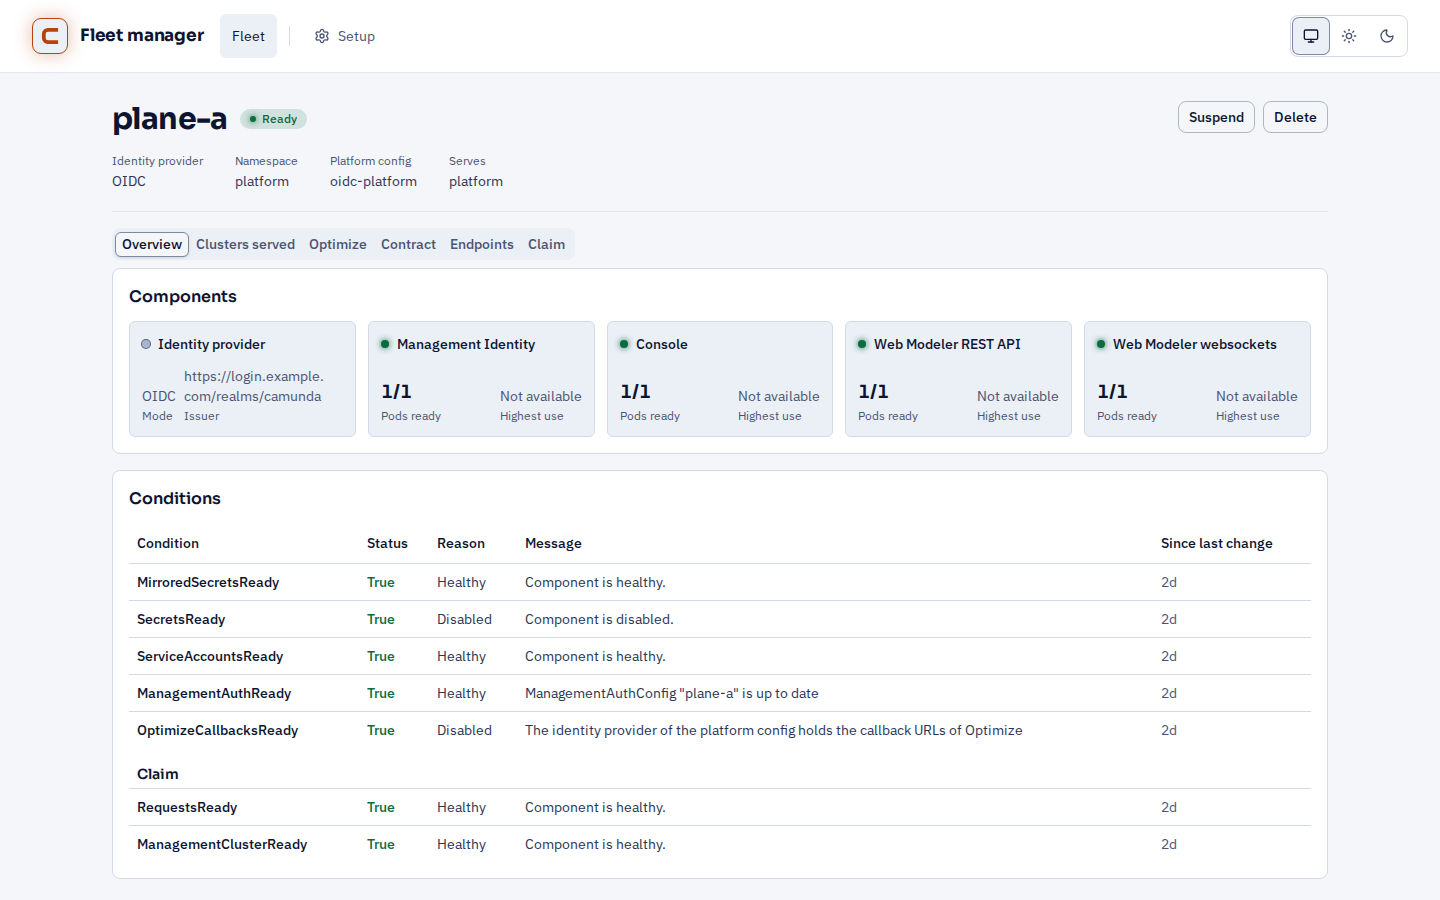 Fleet manager Fleet Setup
plane-a Ready Suspend Delete
Identity provider Namespace Platform config Serves
OIDC platform oidc-platform platform
Overview Clusters served Optimize Contract Endpoints Claim
Components
Identity provider
https://login.example.
com/realms/camunda
OIDC
Mode Issuer
Management Identity
1/1 Not available
Pods ready Highest use
Console
1/1 Not available
Pods ready Highest use
Web Modeler REST API
1/1 Not available
Pods ready Highest use
Web Modeler websockets
1/1 Not available
Pods ready Highest use
Conditions
Condition Status Reason Message Since last change
MirroredSecretsReady True Healthy Component is healthy. 2d
SecretsReady True Disabled Component is disabled. 2d
ServiceAccountsReady True Healthy Component is healthy. 2d
ManagementAuthReady True Healthy ManagementAuthConfig "plane-a" is up to date 2d
OptimizeCallbacksReady True Disabled The identity provider of the platform config holds the callback URLs of Optimize 2d
Claim
RequestsReady True Healthy Component is healthy. 2d
ManagementClusterReady True Healthy Component is healthy. 2d